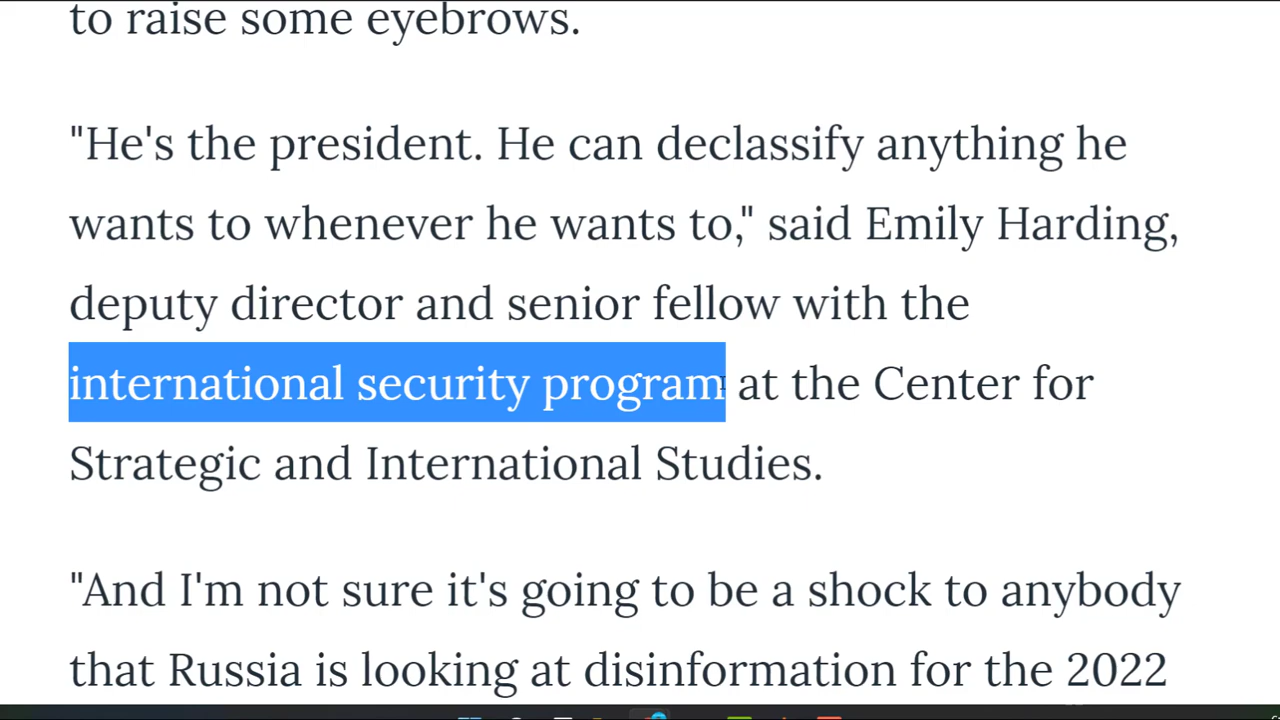 to raise some eyebrows.
"He's the president. He can declassify anything he
wants to whenever he wants to," said Emily Harding,
deputy director and senior fellow with the
international security program at the Center for
Strategic and International Studies.
"And I'm not sure it's going to be a shock to anybody
that Russia is looking at disinformation for the 2022